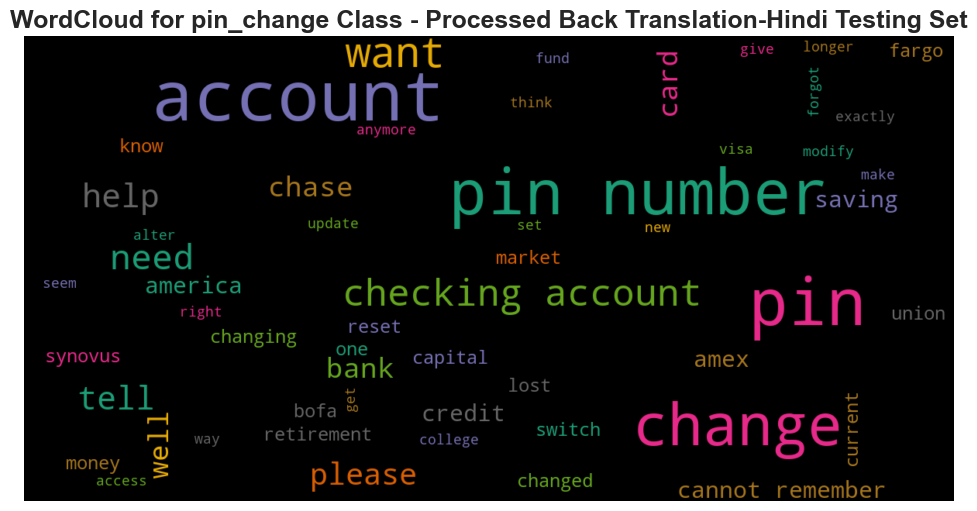 WordCloud for pin_change Class - Processed Back Translation-Hindi Testing Set
want
fund
card
give
longer
fargo
account
think
forgot
anymore
exactly
know
visa
modify
help
chase
pin number
make
saving
update
set
new
alter
need
market
seem
america
checking account
pin
right
reset
union
changing
synovus
one
capital
amex
bank
tell
lost
get
bofa
credit
change
current
well
way
retirement
college
switch
money
access
please
changed
cannot remember